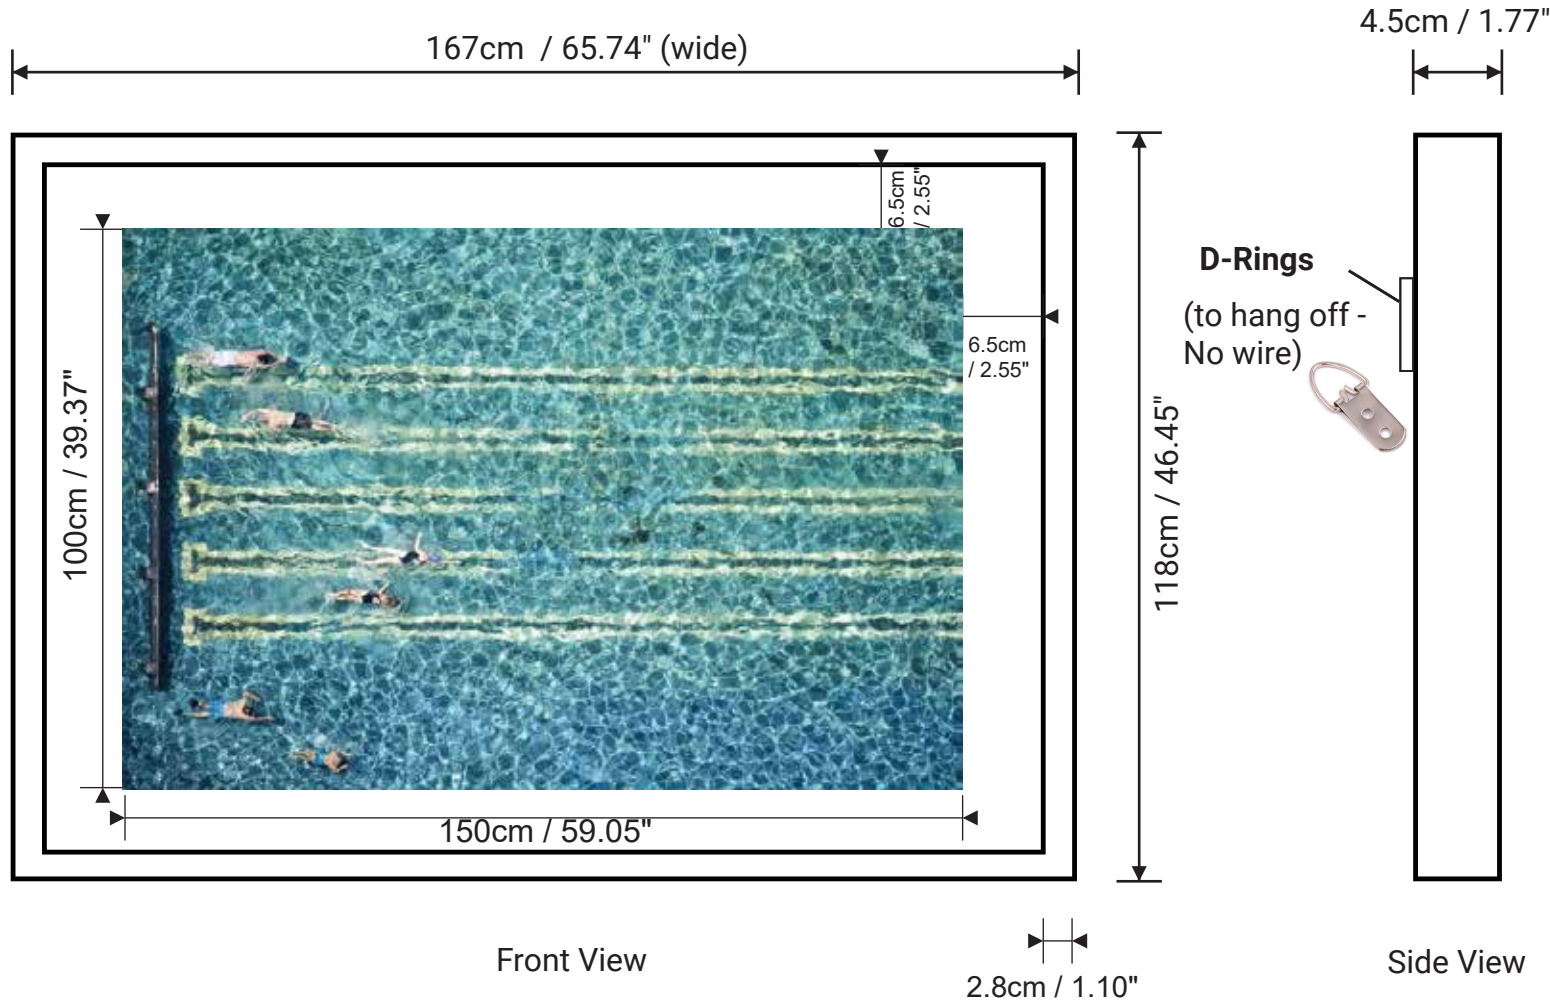 4.5cm / 1.77"
167cm / 65.74" (wide)
6.5cm
/ 2.55"
D-Rings
(to hang off -
No wire)
6.5cm
/ 2.55"
100cm / 39.37"
118cm / 46.45"
150cm / 59.05"
Front View
Side View
2.8cm / 1.10"